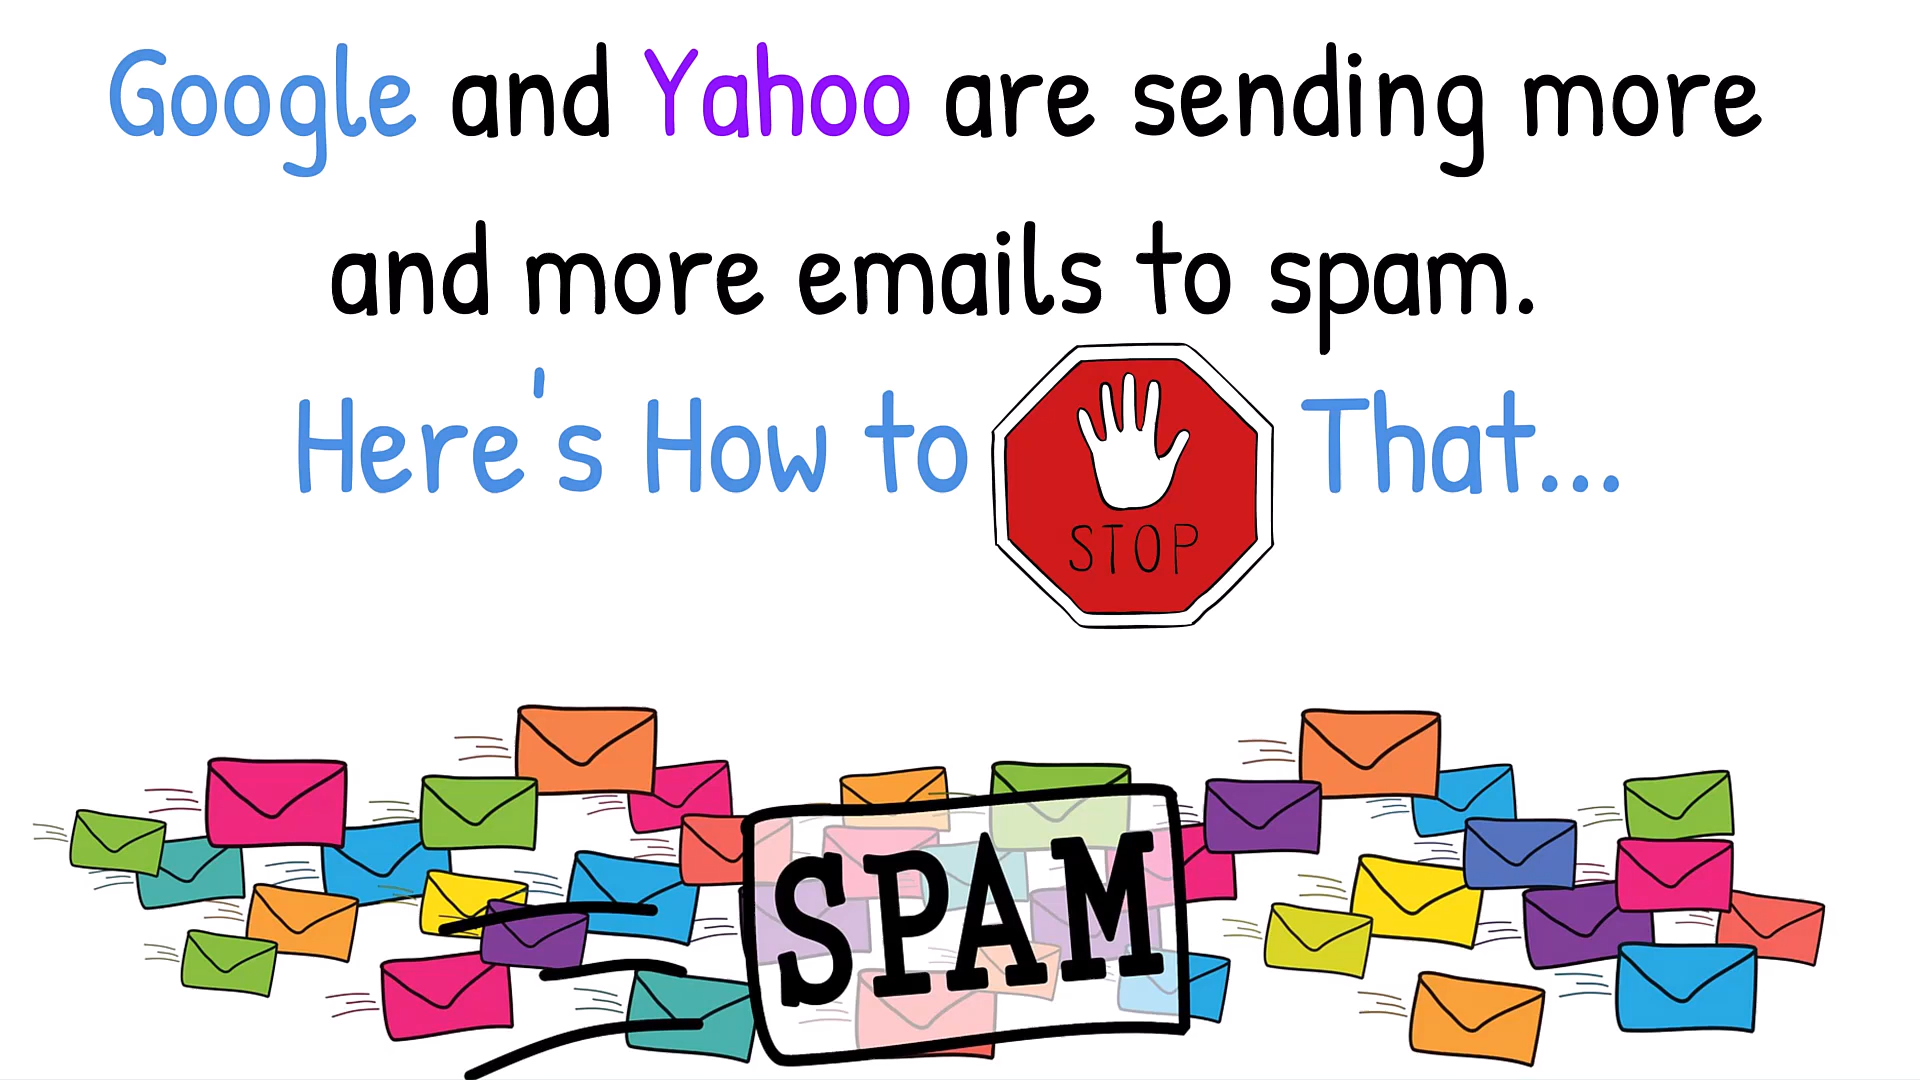 Google and Yahoo are sending more
and more emails to spam.
Here's How to STOP That...
SPAM